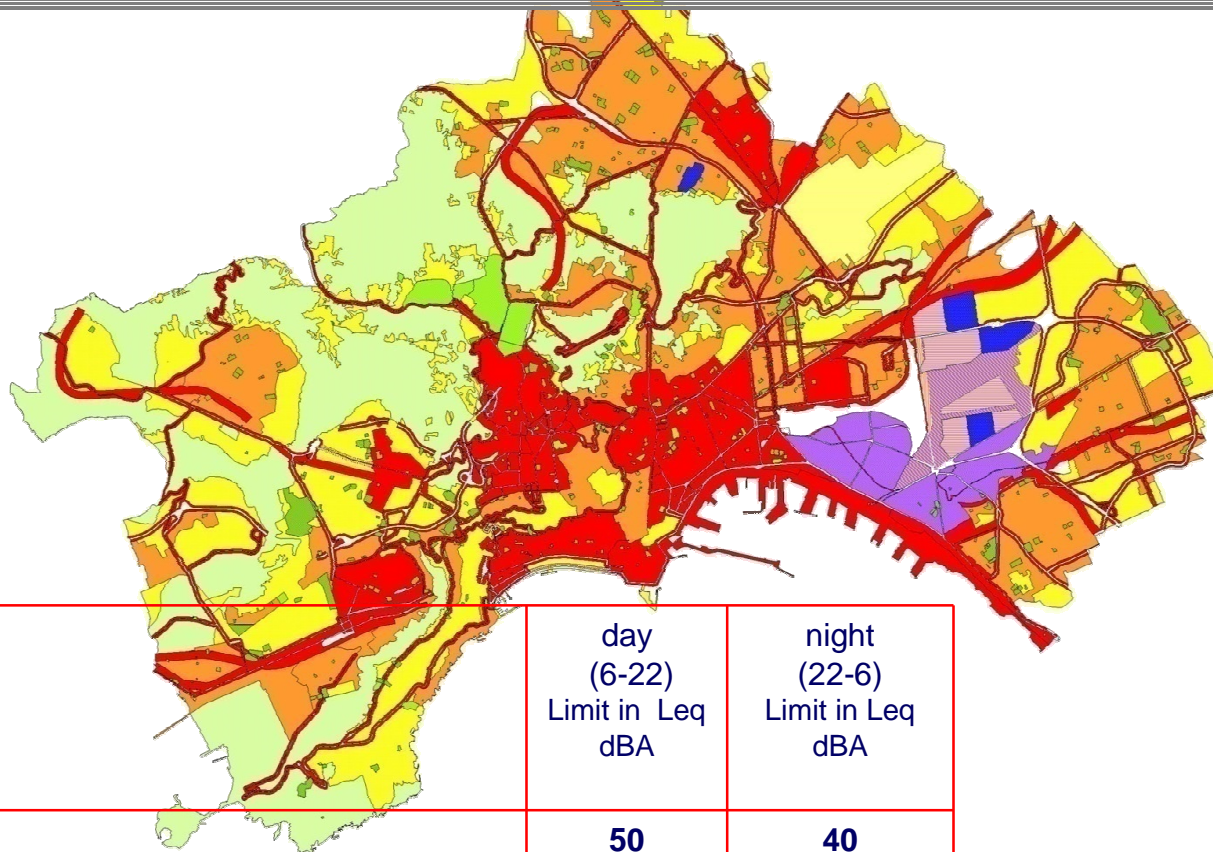 day
(6-22)
Limit in Leq
dBA
night
(22-6)
Limit in Leq
dBA
50
40